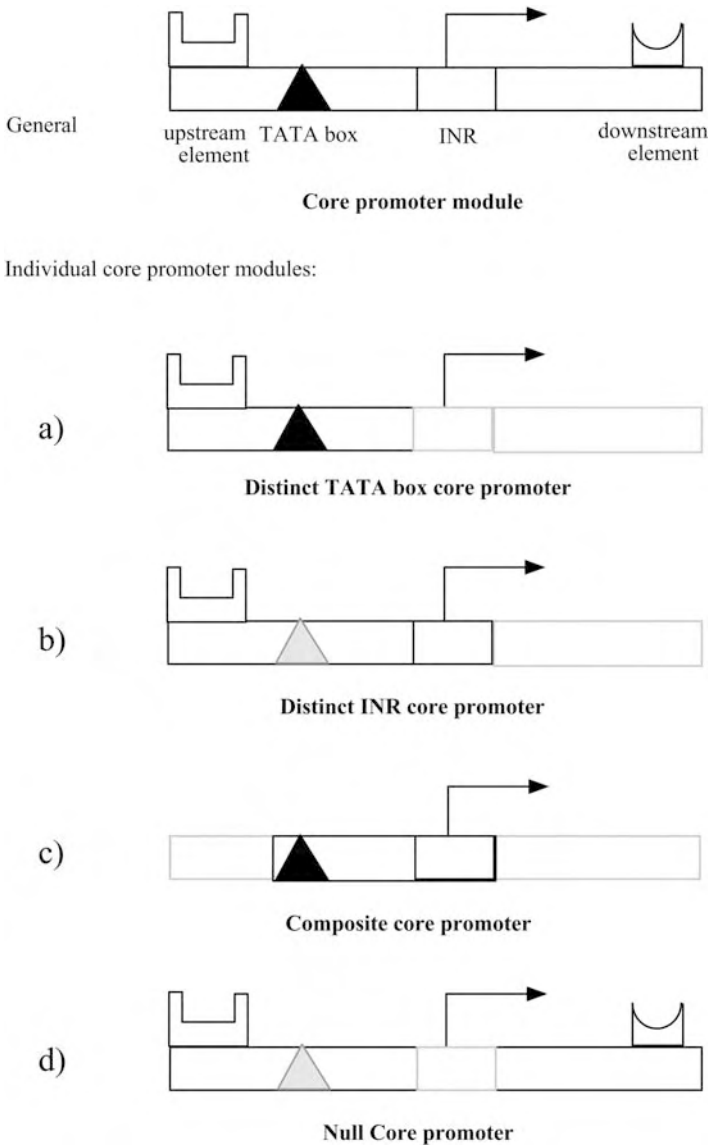 General
upstream element
TATA box
INR
downstream element
Core promoter module
Individual core promoter modules:
a)
Distinct TATA box core promoter
b)
Distinct INR core promoter
c)
Composite core promoter
d)
Null Core promoter